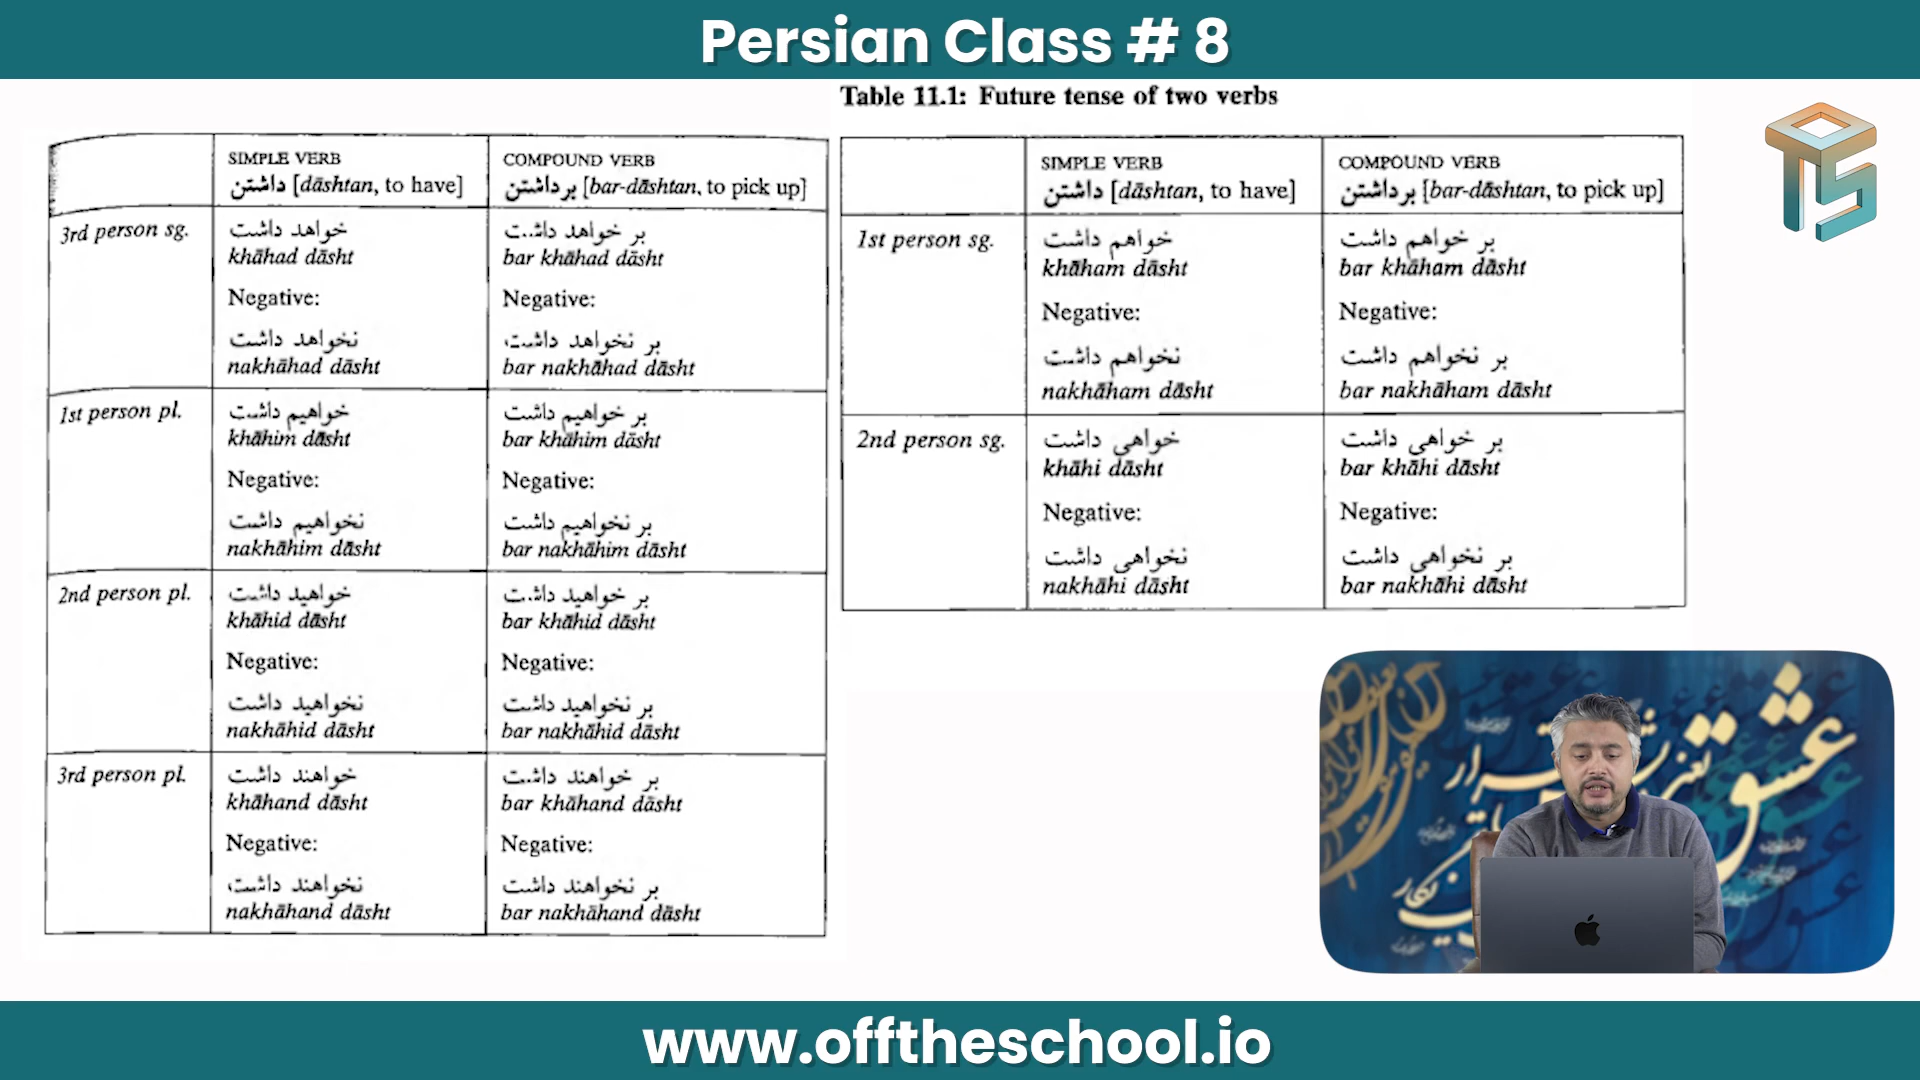 Persian Class # 8
Table 11.1: Future tense of two verbs
SIMPLE VERB
داشتن [dāshtan, to have]
COMPOUND VERB
برداشتن [bar-dāshtan, to pick up]
1st person sg.
خواهم داشت
khāham dāsht
Negative:
نخواهم داشت
nakhāham dāsht
بر خواهم داشت
bar khāham dāsht
Negative:
بر نخواهم داشت
bar nakhāham dāsht
2nd person sg.
خواهی داشت
khāhi dāsht
Negative:
نخواهی داشت
nakhāhi dāsht
بر خواهی داشت
bar khāhi dāsht
Negative:
بر نخواهی داشت
bar nakhāhi dāsht
SIMPLE VERB
داشتن [dāshtan, to have]
COMPOUND VERB
برداشتن [bar-dāshtan, to pick up]
3rd person sg.
خواهد داشت
khāhad dāsht
Negative:
نخواهد داشت
nakhāhad dāsht
بر خواهد داشت
bar khāhad dāsht
Negative:
بر نخواهد داشت
bar nakhāhad dāsht
1st person pl.
خواهیم داشت
khāhim dāsht
Negative:
نخواهیم داشت
nakhāhim dāsht
بر خواهیم داشت
bar khāhim dāsht
Negative:
بر نخواهیم داشت
bar nakhāhim dāsht
2nd person pl.
خواهید داشت
khāhid dāsht
Negative:
نخواهید داشت
nakhāhid dāsht
بر خواهید داشت
bar khāhid dāsht
Negative:
بر نخواهید داشت
bar nakhāhid dāsht
3rd person pl.
خواهند داشت
khāhand dāsht
Negative:
نخواهند داشت
nakhāhand dāsht
بر خواهند داشت
bar khāhand dāsht
Negative:
بر نخواهند داشت
bar nakhāhand dāsht
عشق
www.offtheschool.io